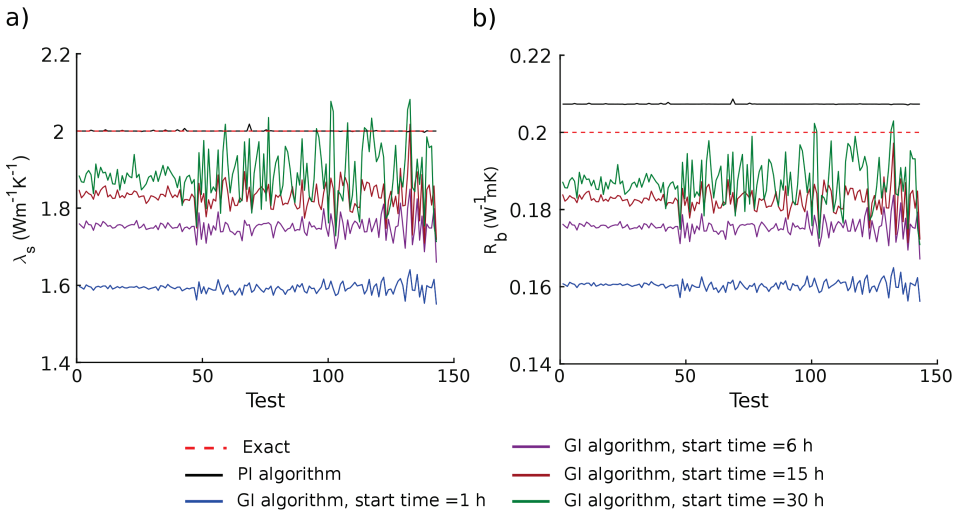 a)
b)
2.2
2
1.8
1.6
1.4
λs (Wm-1K-1)
0
50
100
150
Test
0.22
0.2
0.18
0.16
0.14
Rb (W-1mK)
0
50
100
150
Test
Exact
PI algorithm
GI algorithm, start time =1 h
GI algorithm, start time =6 h
GI algorithm, start time =15 h
GI algorithm, start time =30 h